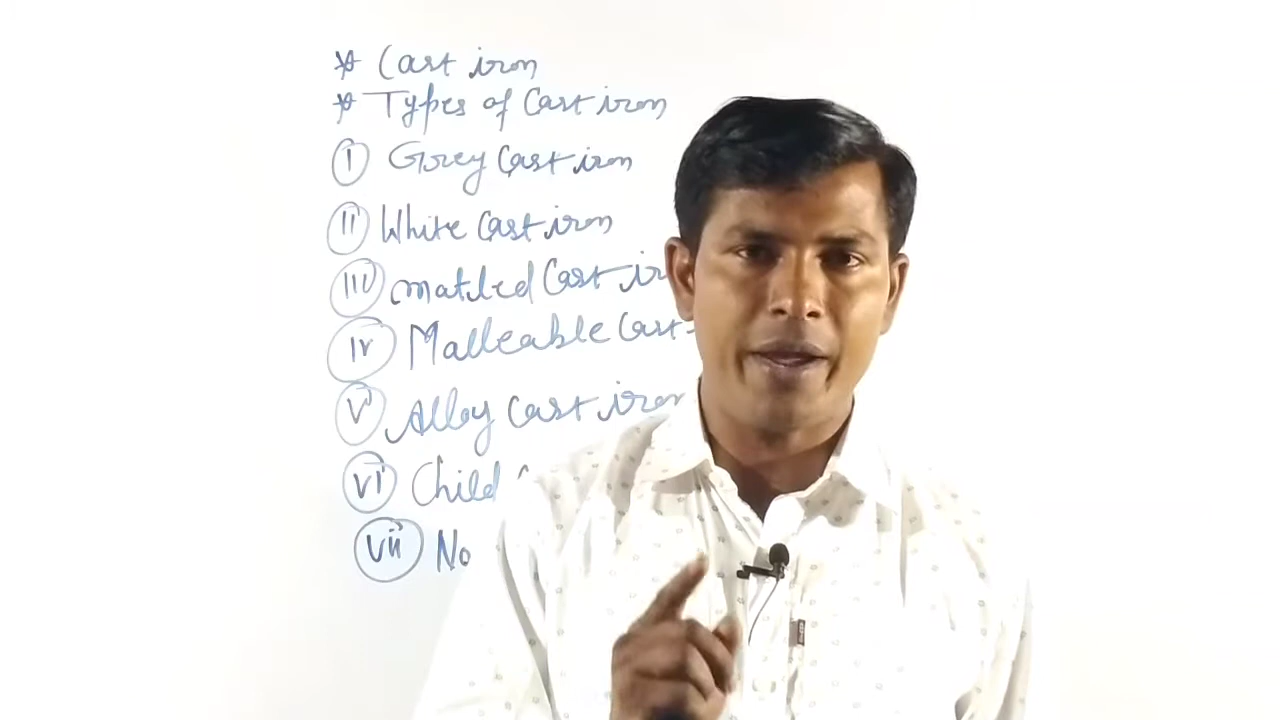 * Cast iron
* Types of Cast iron
(I) Grey Cast iron
(II) White Cast iron
(III) matled Cast ir
(IV) Malleable Cast
(V) Alloy Cast iron
(VI) Child
(VII) No